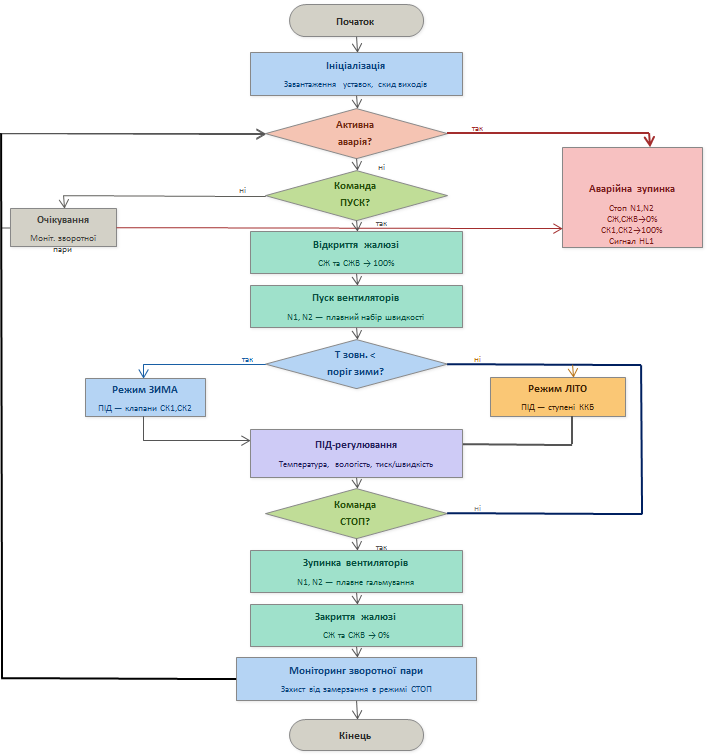 Початок
Ініціалізація
Завантаження уставок, скид виходів
Активна
аварія?
так
ні
Аварійна зупинка
Стоп N1,N2
СЖ,СЖВ→0%
СК1,СК2→100%
Сигнал HL1
Команда
ПУСК?
ні
так
Очікування
Моніт. зворотної
пари
Відкриття жалюзі
СЖ та СЖВ → 100%
Пуск вентиляторів
N1, N2 — плавний набір швидкості
Т зовн. <
поріг зими?
так
ні
Режим ЗИМА
ПІД — клапани СК1,СК2
Режим ЛІТО
ПІД — ступені ККБ
ПІД-регулювання
Температура, вологість, тиск/швидкість
Команда
СТОП?
ні
так
Зупинка вентиляторів
N1, N2 — плавне гальмування
Закриття жалюзі
СЖ та СЖВ → 0%
Моніторинг зворотної пари
Захист від замерзання в режимі СТОП
Кінець